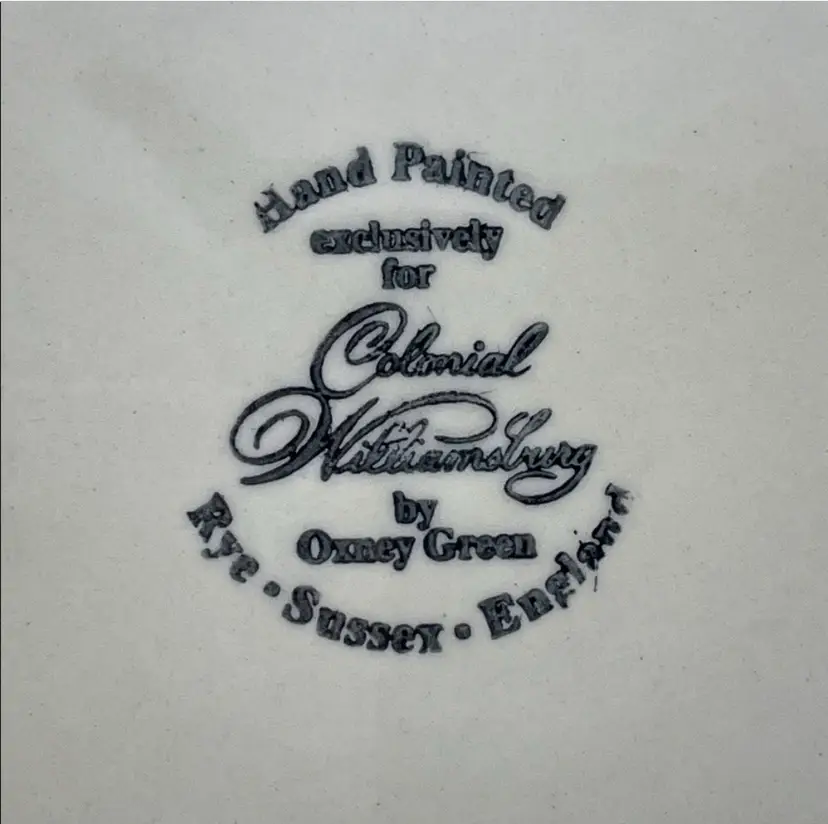 Hand Painted
exclusively
for
Colonial
Williamsburg
by
Oxney Green
Rye • Sussex • England